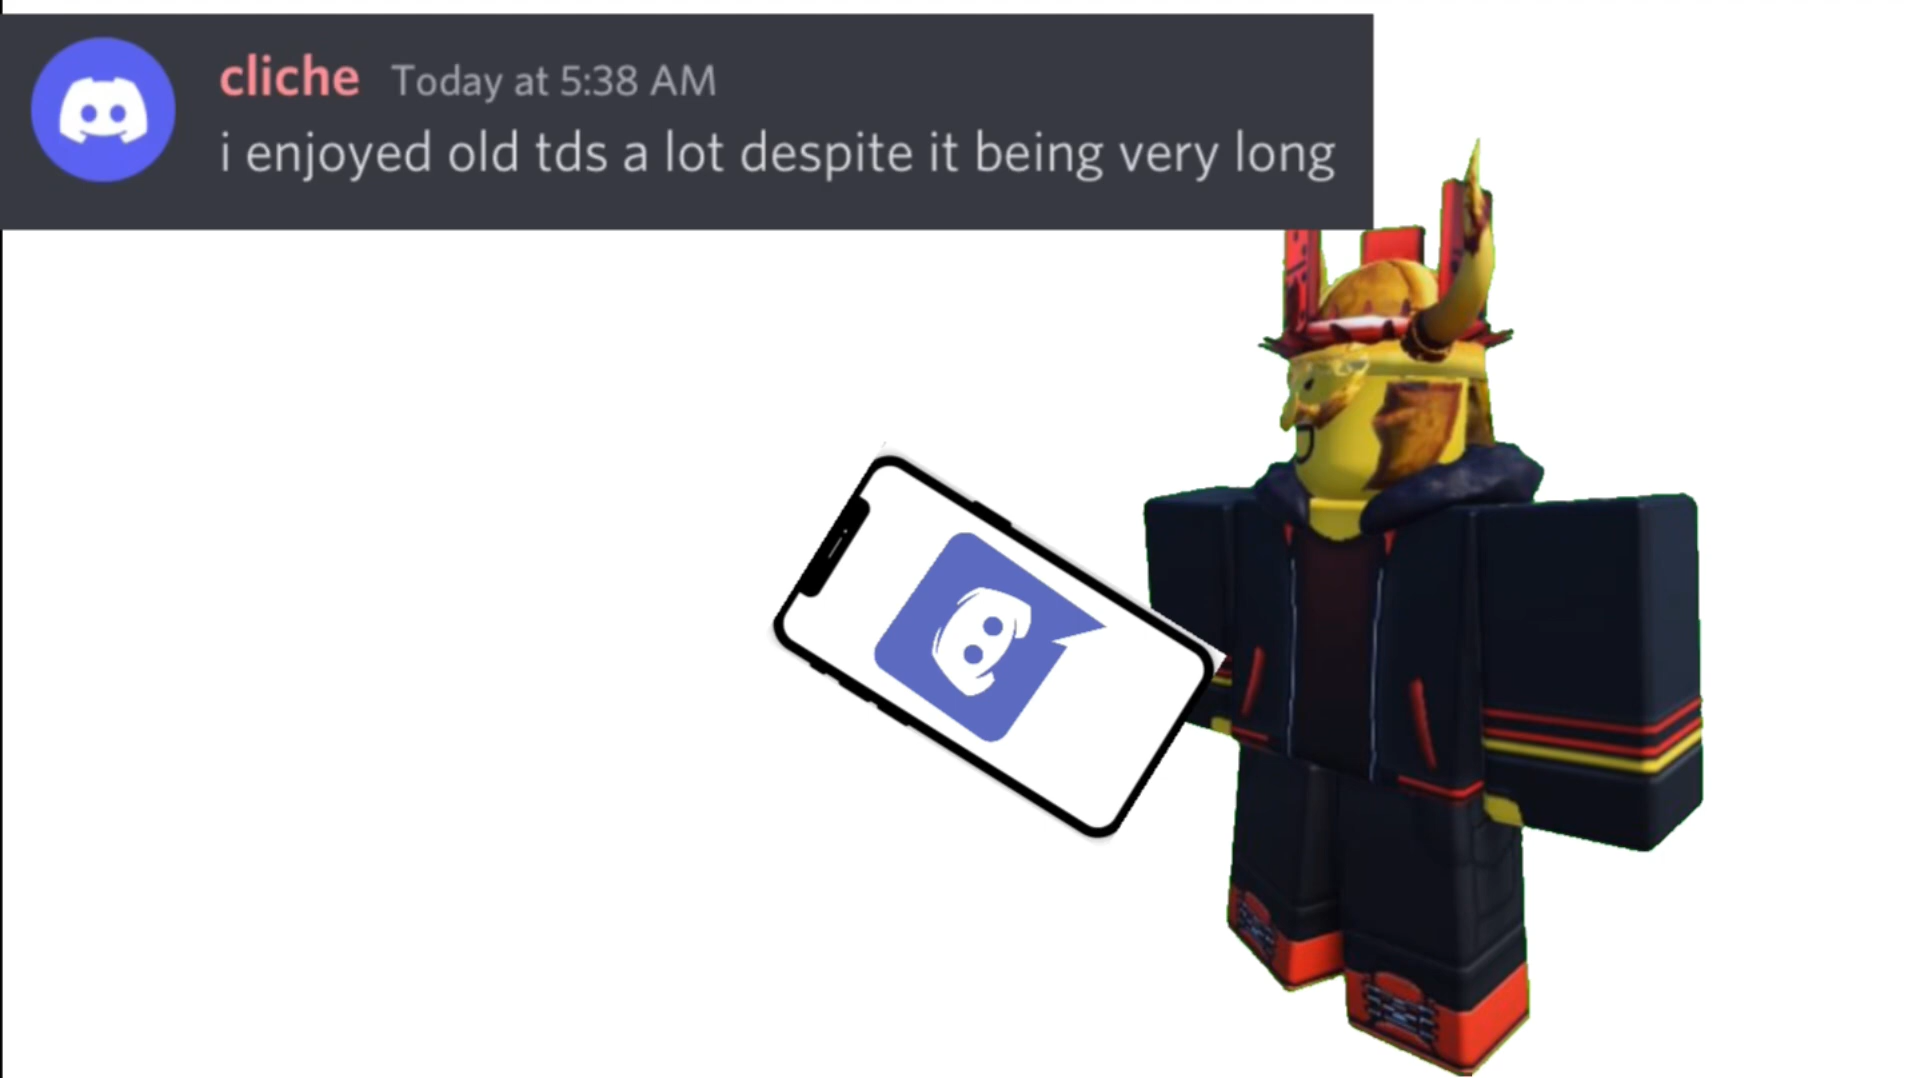 cliche Today at 5:38 AM
i enjoyed old tds a lot despite it being very long